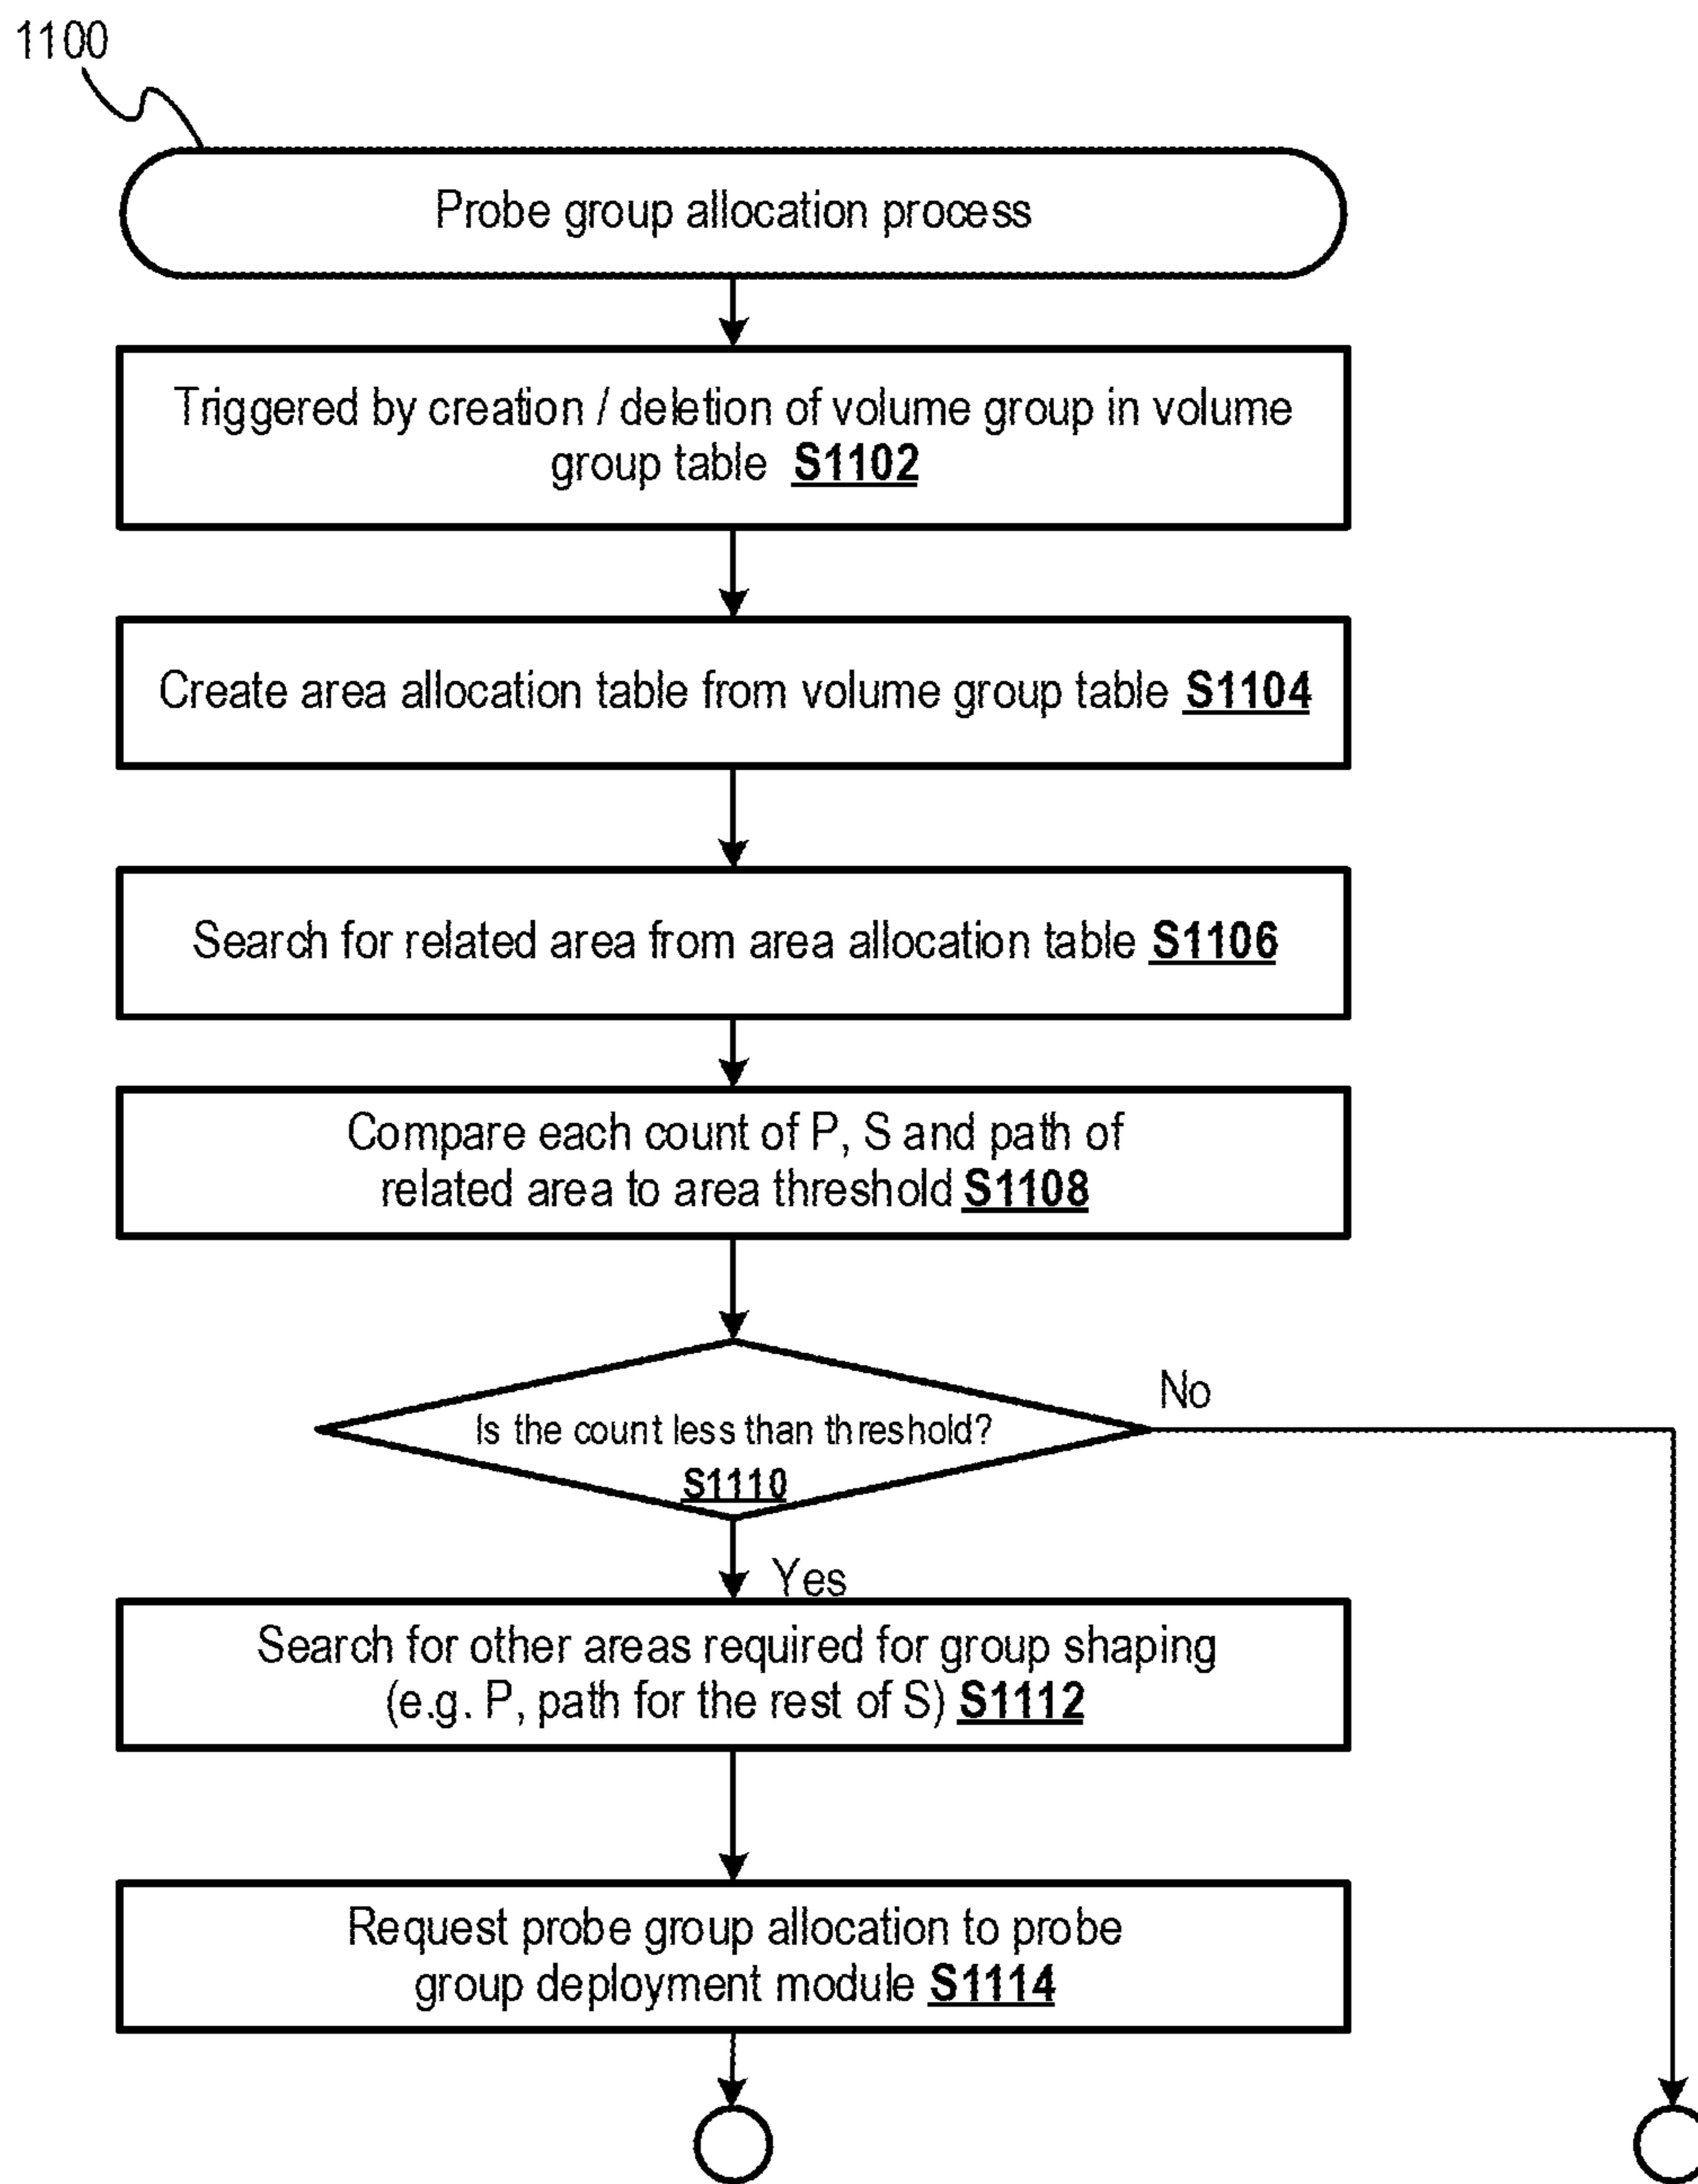 1100
Probe group allocation process
Triggered by creation / deletion of volume group in volume
group table S1102
Create area allocation table from volume group table S1104
Search for related area from area allocation table S1106
Compare each count of P, S and path of
related area to area threshold S1108
Is the count less than threshold?
S1110
No
Yes
Search for other areas required for group shaping
(e.g. P, path for the rest of S) S1112
Request probe group allocation to probe
group deployment module S1114